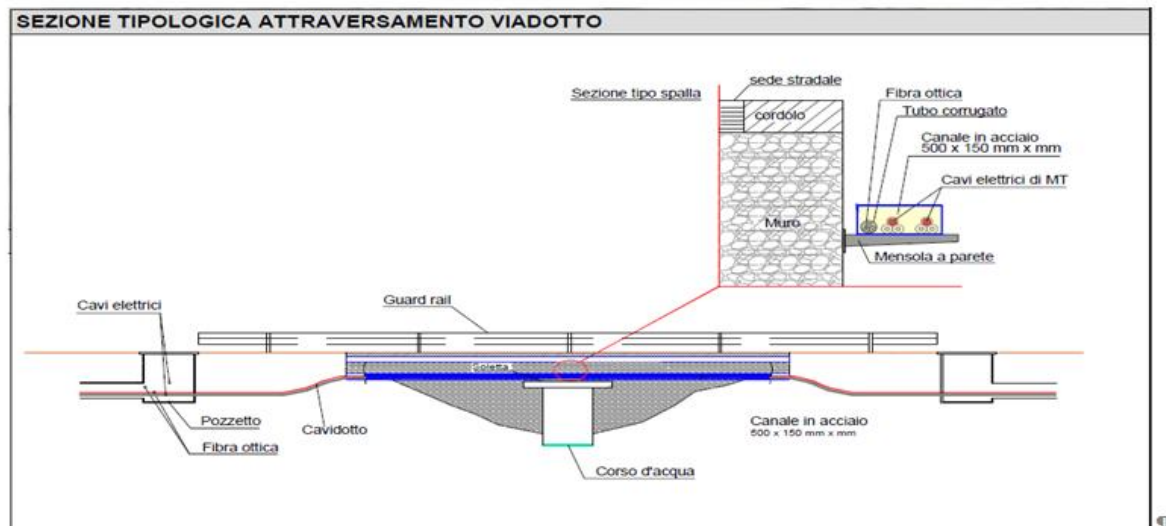 SEZIONE TIPOLOGICA ATTRAVERSAMENTO VIADOTTO
sede stradale
Sezione tipo spalla
Fibra ottica
Tubo corrugato
cordolo
Canale in acciaio
500 x 150 mm x mm
Cavi elettrici di MT
Muro
Mensola a parete
Cavi elettrici
Guard rail
Soletta
Pozzetto
Cavidotto
Canale in acciaio
500 x 150 mm x mm
Fibra ottica
Corso d'acqua